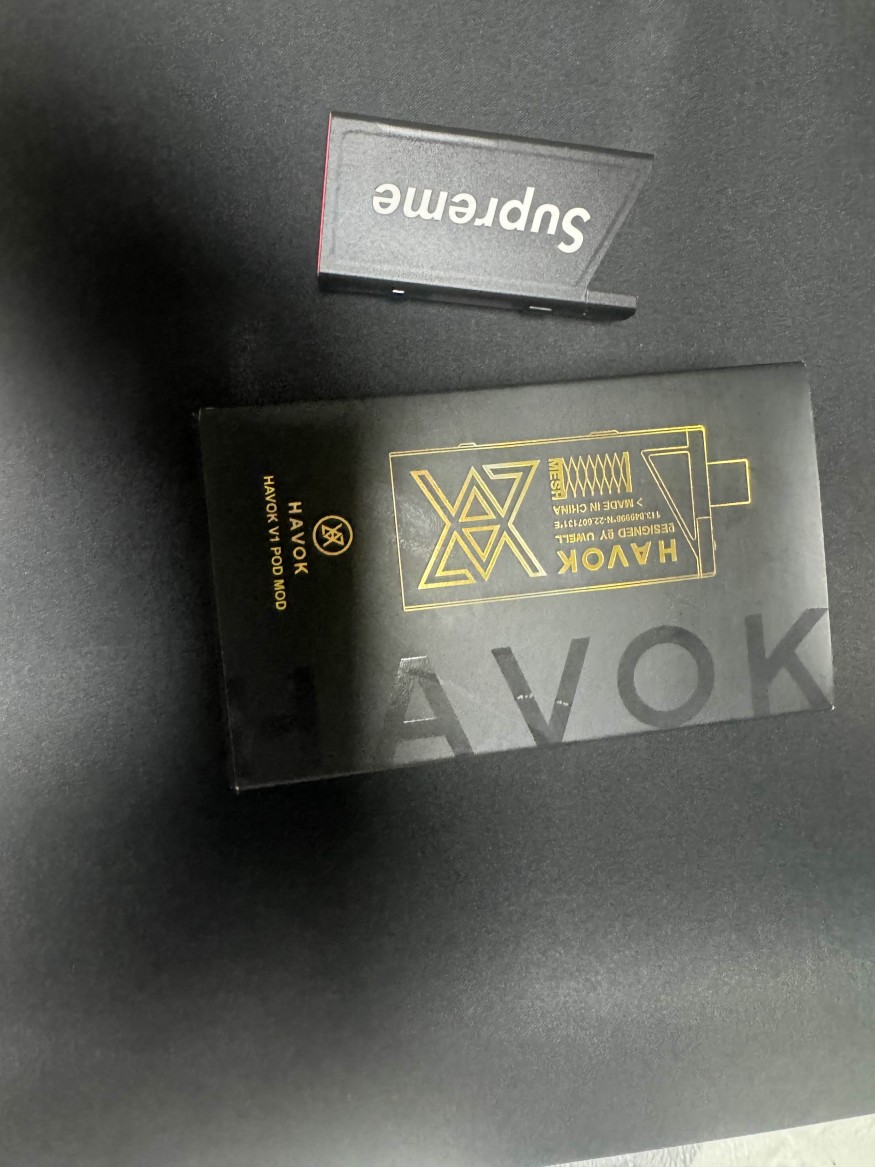 Supreme
HAVOK
HAVOK V1 POD MOD
HAVOK
DESIGNED BY UWELL
> MADE IN CHINA
MESH
HAVOK